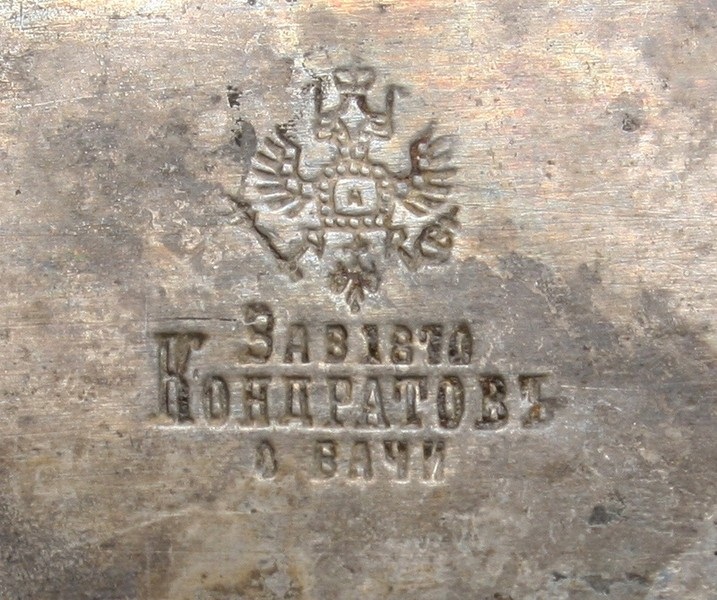 А
Зав 1870
Кондратовъ
в Вачи